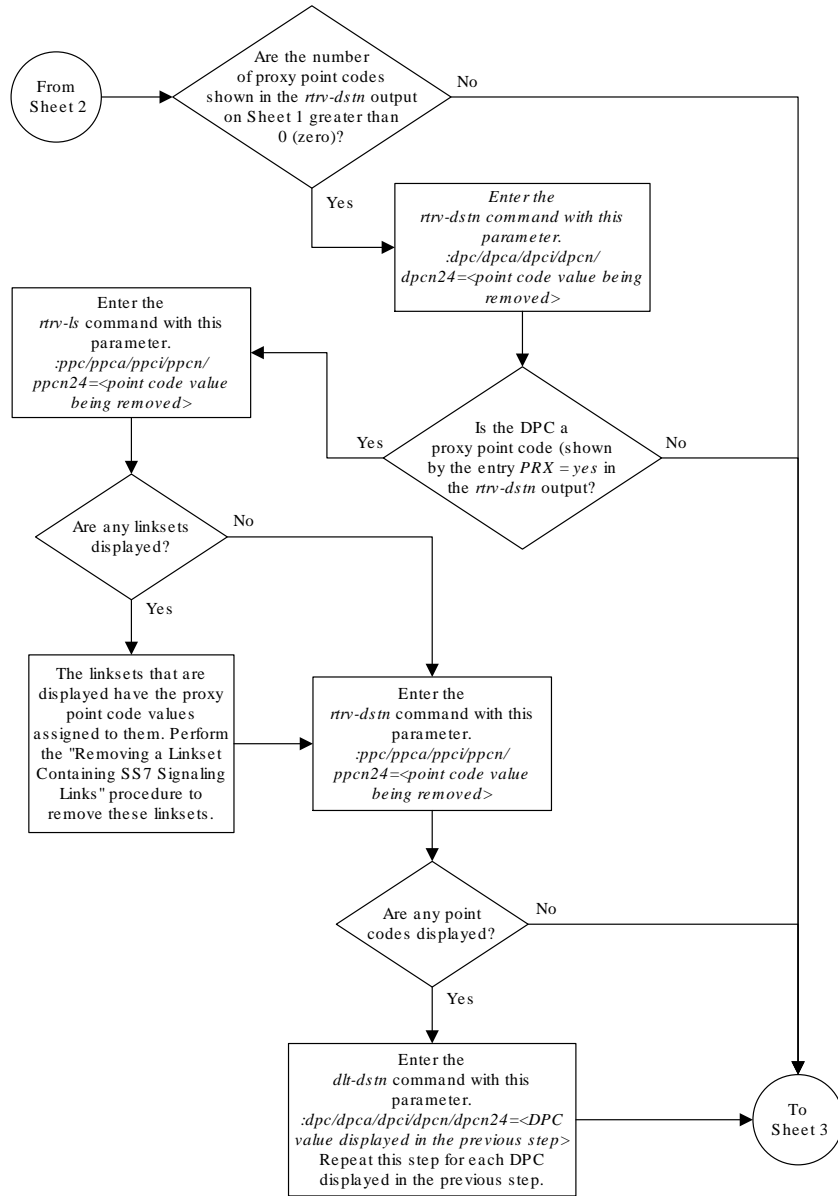 From
Sheet 2
Are the number
of proxy point codes
shown in the rtrv-dstn output
on Sheet 1 greater than
0 (zero)?
No
Yes
Enter the
rtrv-dstn command with this
parameter.
:dpc/dpca/dpci/dpcn/
dpcn24=<point code value being
removed>
Enter the
rtrv-ls command with this
parameter.
:ppc/ppca/ppci/ppcn/
ppcn24=<point code value
being removed>
Yes
Is the DPC a
proxy point code (shown
by the entry PRX = yes in
the rtrv-dstn output?
No
Are any linksets
displayed?
No
Yes
The linksets that are
displayed have the proxy
point code values
assigned to them. Perform
the "Removing a Linkset
Containing SS7 Signaling
Links" procedure to
remove these linksets.
Enter the
rtrv-dstn command with this
parameter.
:ppc/ppca/ppci/ppcn/
ppcn24=<point code value
being removed>
Are any point
codes displayed?
No
Yes
Enter the
dlt-dstn command with this
parameter.
:dpc/dpca/dpci/dpcn/dpcn24=<DPC
value displayed in the previous step>
Repeat this step for each DPC
displayed in the previous step.
To
Sheet 3